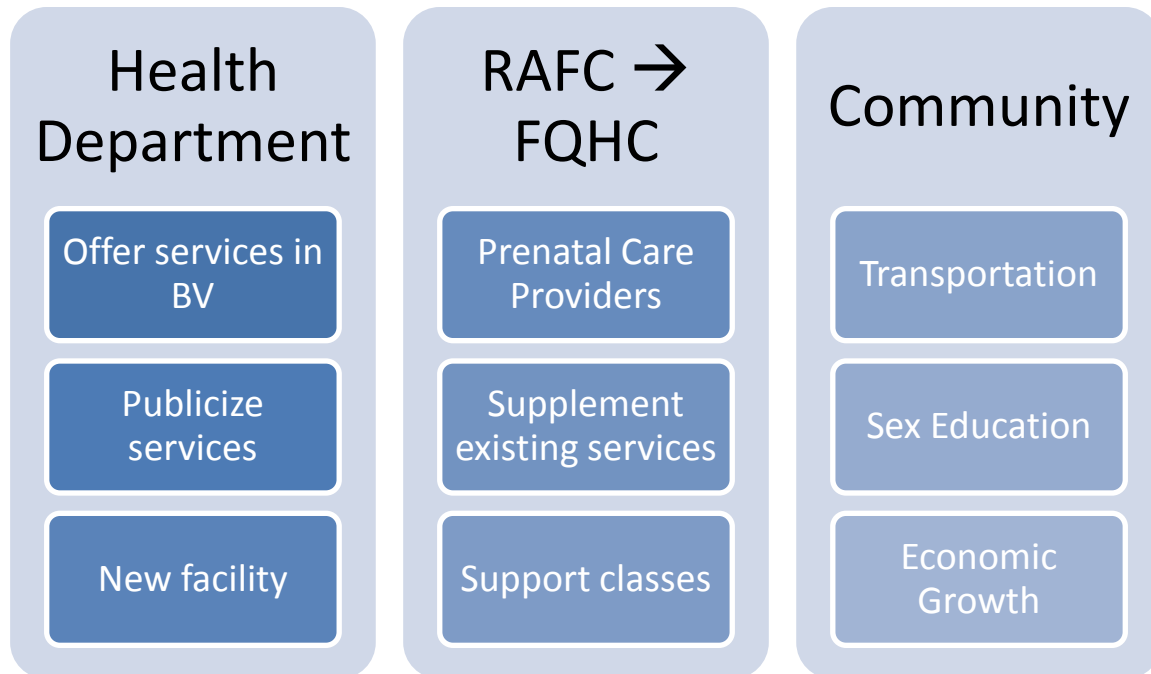 Health
Department
Offer services in
BV
Publicize
services
New facility
RAFC →
FQHC
Prenatal Care
Providers
Supplement
existing services
Support classes
Community
Transportation
Sex Education
Economic
Growth